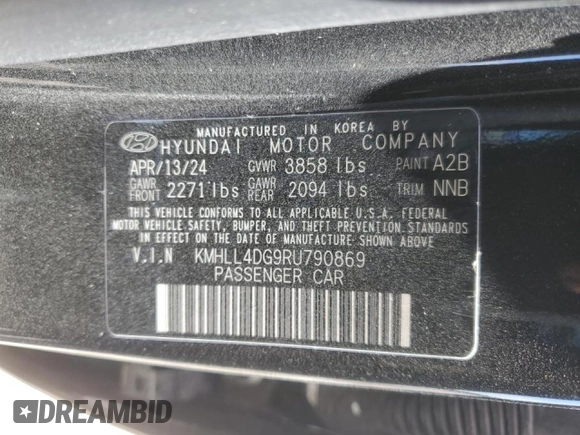 MANUFACTURED IN KOREA BY
HYUNDAI MOTOR COMPANY
APR/13/24 GVWR 3858 lbs PAINT A2B
GAWR FRONT 2271 lbs GAWR REAR 2094 lbs TRIM NNB
THIS VEHICLE CONFORMS TO ALL APPLICABLE U.S.A. FEDERAL
MOTOR VEHICLE SAFETY, BUMPER, AND THEFT PREVENTION STANDARDS
IN EFFECT ON THE DATE OF MANUFACTURE SHOWN ABOVE
V.I.N KMHLL4DG9RU790869
PASSENGER CAR
DREAMBID